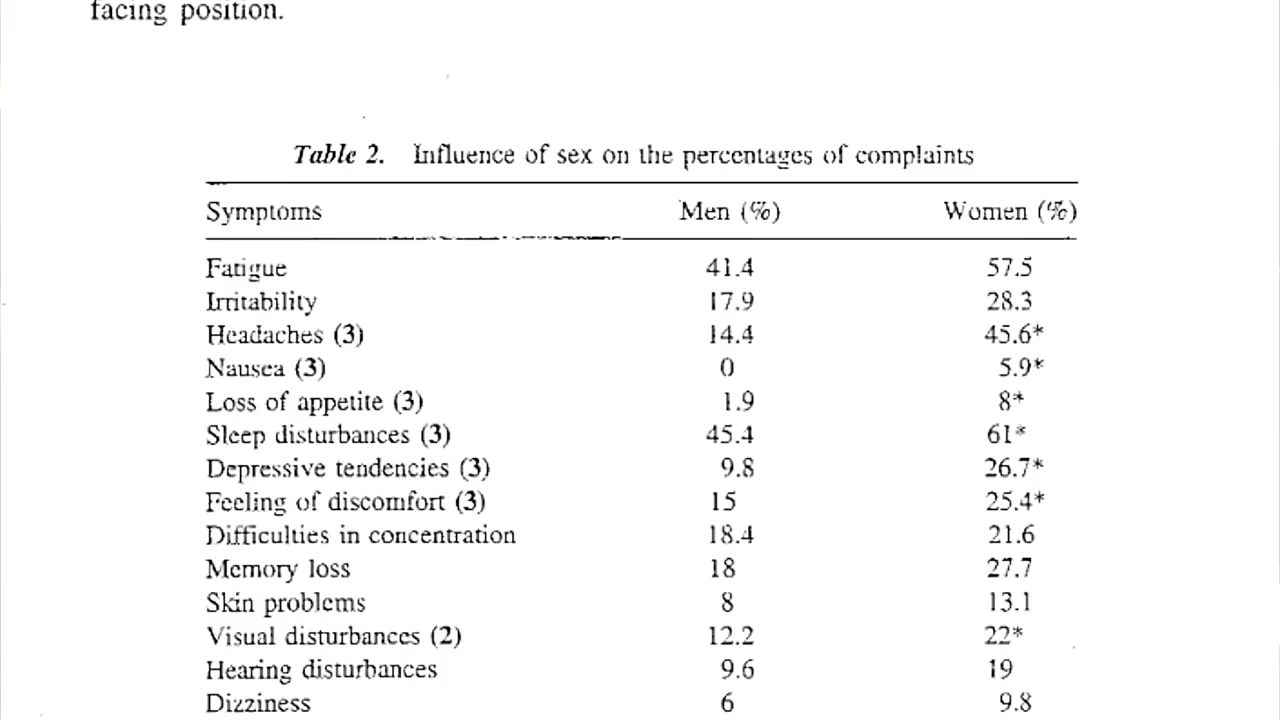 facing position.
Table 2. Influence of sex on the percentages of complaints
Symptoms Men (%) Women (%)
Fatigue 41.4 57.5
Irritability 17.9 28.3
Headaches (3) 14.4 45.6*
Nausea (3) 0 5.9*
Loss of appetite (3) 1.9 8*
Sleep disturbances (3) 45.4 61*
Depressive tendencies (3) 9.8 26.7*
Feeling of discomfort (3) 15 25.4*
Difficulties in concentration 18.4 21.6
Memory loss 18 27.7
Skin problems 8 13.1
Visual disturbances (2) 12.2 22*
Hearing disturbances 9.6 19
Dizziness 6 9.8